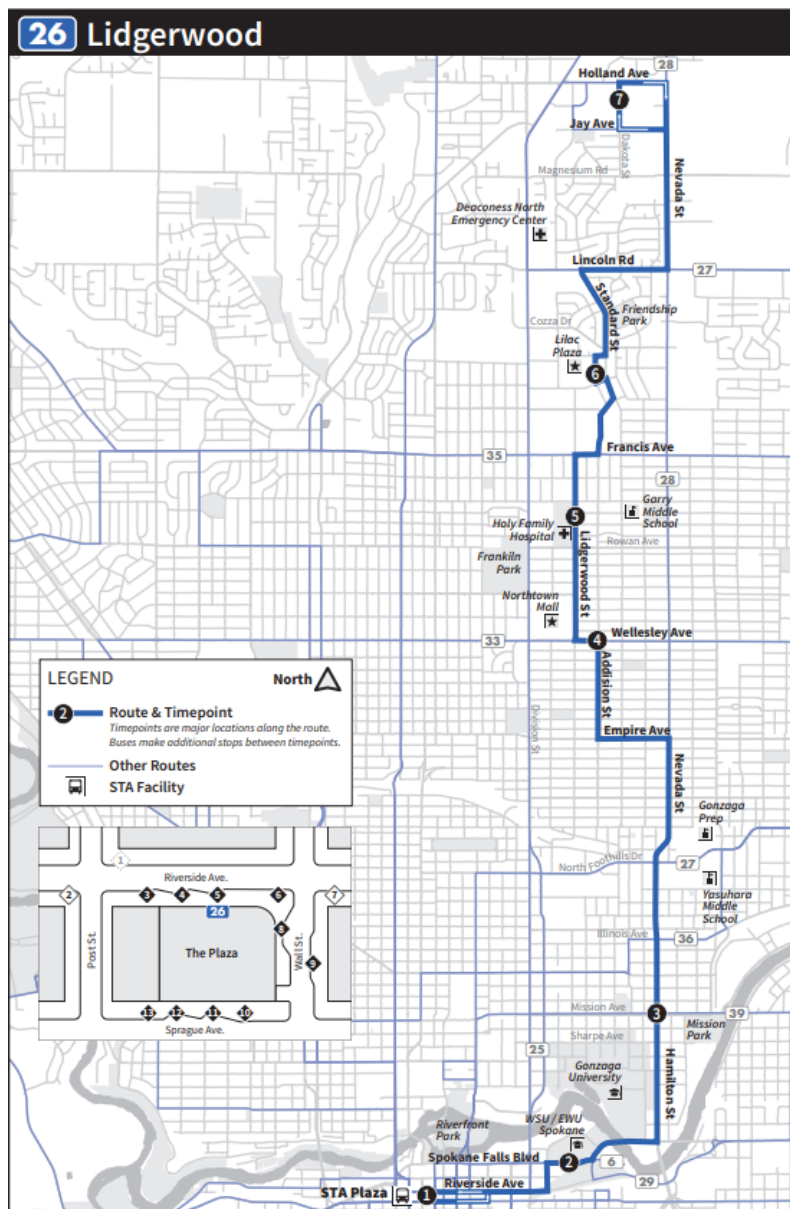 26 Lidgerwood
28
Holland Ave
7
Jay Ave
Dakota St
Magnesium Rd
Nevada St
Deaconess North
Emergency Center
Lincoln Rd
27
Standard St
Friendship
Park
Cozza Dr
Lilac
Plaza
6
Francis Ave
35
28
Garry
Middle
School
5
Holy Family
Hospital
Rowan Ave
Frankiln
Park
Lidgerwood St
Northtown
Mall
33
4
Wellesley Ave
Addision St
LEGEND
North
2
Route & Timepoint
Timepoints are major locations along the route.
Buses make additional stops between timepoints.
Other Routes
STA Facility
Division St
Empire Ave
Nevada St
Gonzaga
Prep
North Foothills Dr
27
Yasuhara
Middle
School
Illinois Ave
36
1
Riverside Ave.
2
3
4
5
6
7
26
8
Post St.
The Plaza
Wall St.
9
13
12
11
10
Sprague Ave.
Mission Ave
3
39
Mission
Park
Sharpe Ave
25
Gonzaga
University
Hamilton St
WSU / EWU
Spokane
Riverfront
Park
Spokane Falls Blvd
2
6
29
STA Plaza
1
Riverside Ave